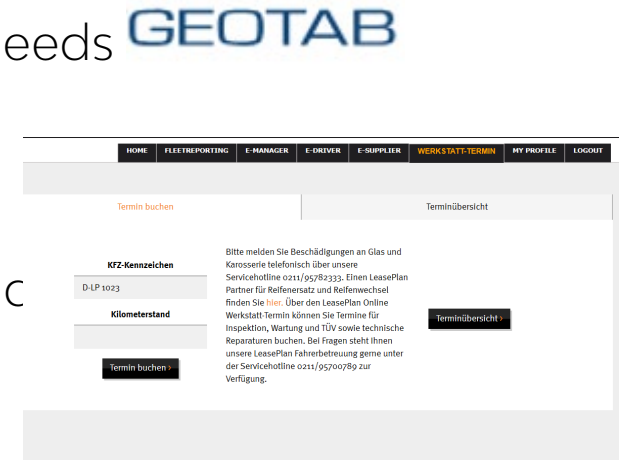 eeds GEOTAB
HOME FLEETREPORTING E-MANAGER E-DRIVER E-SUPPLIER WERKSTATT-TERMIN MY PROFILE LOGOUT
Termin buchen
Terminübersicht
KFZ-Kennzeichen
D-LP 1023
Kilometerstand
Termin buchen ›
Bitte melden Sie Beschädigungen an Glas und
Karosserie telefonisch über unsere
Servicehotline 0211/95782333. Einen LeasePlan
Partner für Reifenersatz und Reifenwechsel
finden Sie hier. Über den LeasePlan Online
Werkstatt-Termin können Sie Termine für
Inspektion, Wartung und TÜV sowie technische
Reparaturen buchen. Bei Fragen steht Ihnen
unsere LeasePlan Fahrerbetreuung gerne unter
der Servicehotline 0211/95700789 zur
Verfügung.
Terminübersicht ›